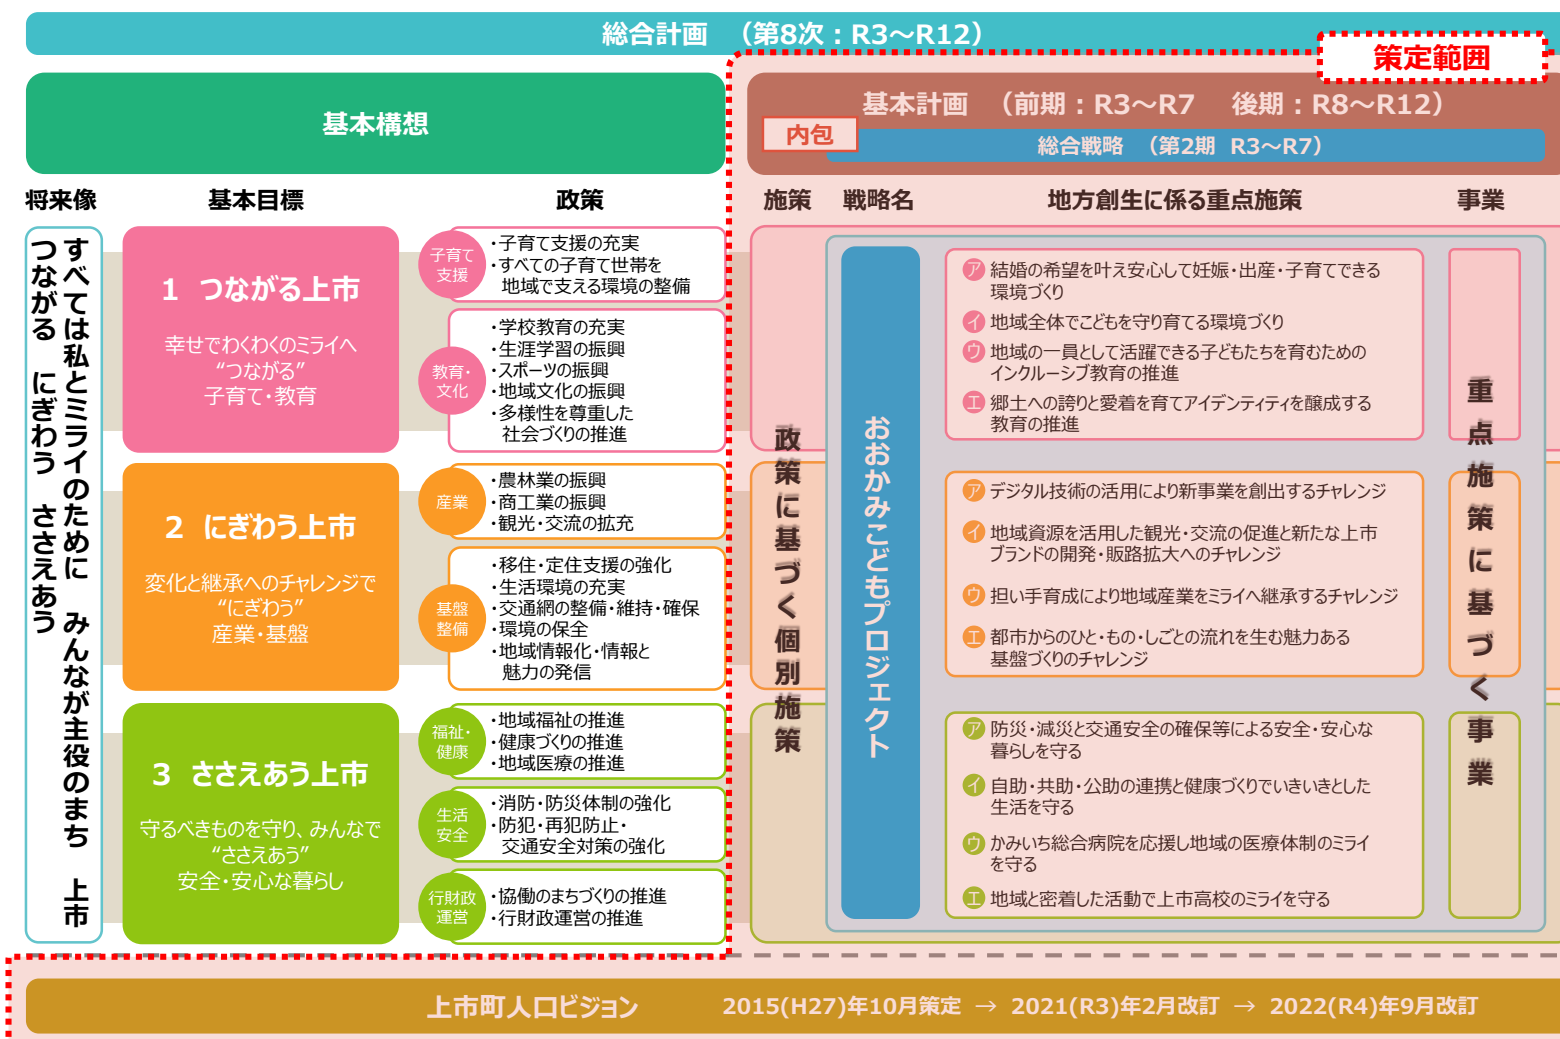 総合計画　（第8次：R3～R12）
策定範囲
基本構想
基本計画　（前期：R3～R7　後期：R8～R12）
内包
総合戦略　（第2期 R3～R7）
将来像
基本目標
政策
施策
戦略名
地方創生に係る重点施策
事業
すべては私とミライのために　みんなが主役のまち　上市
つながる　にぎわう　ささえあう
1 つながる上市
幸せでわくわくのミライへ
“つながる”
子育て・教育
子育て
支援
・子育て支援の充実
・すべての子育て世帯を
地域で支える環境の整備
教育・
文化
・学校教育の充実
・生涯学習の振興
・スポーツの振興
・地域文化の振興
・多様性を尊重した
社会づくりの推進
2 にぎわう上市
変化と継承へのチャレンジで
“にぎわう”
産業・基盤
産業
・農林業の振興
・商工業の振興
・観光・交流の拡充
基盤
整備
・移住・定住支援の強化
・生活環境の充実
・交通網の整備・維持・確保
・環境の保全
・地域情報化・情報と
魅力の発信
3 ささえあう上市
守るべきものを守り、みんなで
“ささえあう”
安全・安心な暮らし
福祉・
健康
・地域福祉の推進
・健康づくりの推進
・地域医療の推進
生活
安全
・消防・防災体制の強化
・防犯・再犯防止・
交通安全対策の強化
行財政
運営
・協働のまちづくりの推進
・行財政運営の推進
政策に基づく個別施策
おおかみこどもプロジェクト
ア 結婚の希望を叶え安心して妊娠・出産・子育てできる
環境づくり
イ 地域全体でこどもを守り育てる環境づくり
ウ 地域の一員として活躍できる子どもたちを育むための
インクルーシブ教育の推進
エ 郷土への誇りと愛着を育てアイデンティティを醸成する
教育の推進
ア デジタル技術の活用により新事業を創出するチャレンジ
イ 地域資源を活用した観光・交流の促進と新たな上市
ブランドの開発・販路拡大へのチャレンジ
ウ 担い手育成により地域産業をミライへ継承するチャレンジ
エ 都市からのひと・もの・しごとの流れを生む魅力ある
基盤づくりのチャレンジ
ア 防災・減災と交通安全の確保等による安全・安心な
暮らしを守る
イ 自助・共助・公助の連携と健康づくりでいきいきとした
生活を守る
ウ かみいち総合病院を応援し地域の医療体制のミライ
を守る
エ 地域と密着した活動で上市高校のミライを守る
重点施策に基づく事業
上市町人口ビジョン　2015(H27)年10月策定 → 2021(R3)年2月改訂 → 2022(R4)年9月改訂